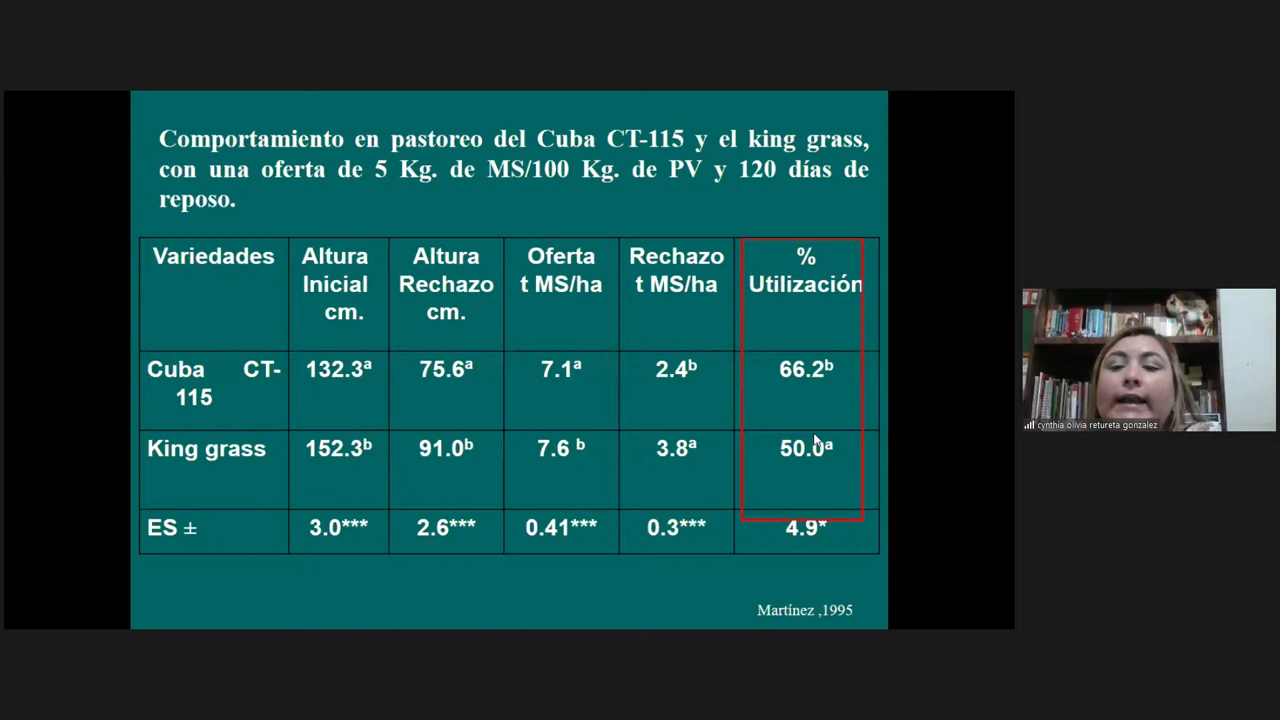 Comportamiento en pastoreo del Cuba CT-115 y el king grass,
con una oferta de 5 Kg. de MS/100 Kg. de PV y 120 días de
reposo.
Variedades
Altura
Inicial
cm.
Altura
Rechazo
cm.
Oferta
t MS/ha
Rechazo
t MS/ha
%
Utilización
Cuba CT-
115
132.3ᵃ
75.6ᵃ
7.1ᵃ
2.4ᵇ
66.2ᵇ
King grass
152.3ᵇ
91.0ᵇ
7.6 ᵇ
3.8ᵃ
50.0ᵃ
ES ±
3.0***
2.6***
0.41***
0.3***
4.9*
Martínez ,1995
cynthia olivia retureta gonzalez